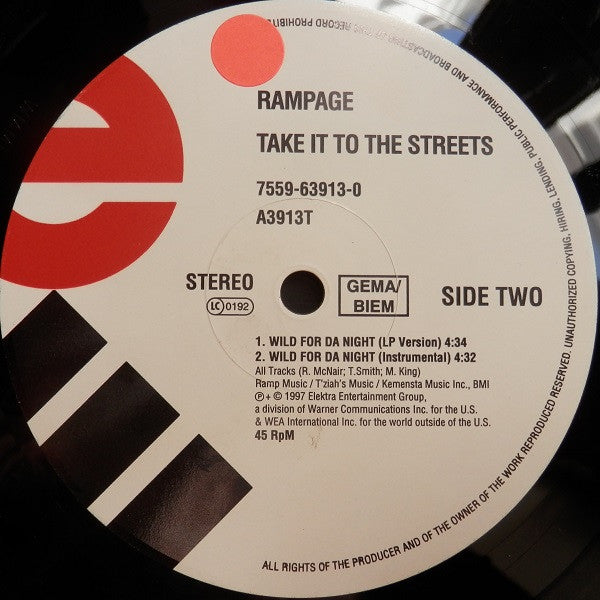 RAMPAGE
TAKE IT TO THE STREETS
7559-63913-0
A3913T
STEREO
LC 0192
GEMA/
BIEM
SIDE TWO
1. WILD FOR DA NIGHT (LP Version) 4:34
2. WILD FOR DA NIGHT (Instrumental) 4:32
All Tracks (R. McNair; T.Smith; M. King)
Ramp Music / T'ziah's Music / Kemensta Music Inc., BMI
℗+ © 1997 Elektra Entertainment Group,
a division of Warner Communications Inc. for the U.S.
& WEA International Inc. for the world outside of the U.S.
45 RpM
ALL RIGHTS OF THE PRODUCER AND OF THE OWNER OF THE WORK REPRODUCED RESERVED. UNAUTHORIZED COPYING, HIRING, LENDING, PUBLIC PERFORMANCE AND BROADCASTING OF THIS RECORD PROHIBITED